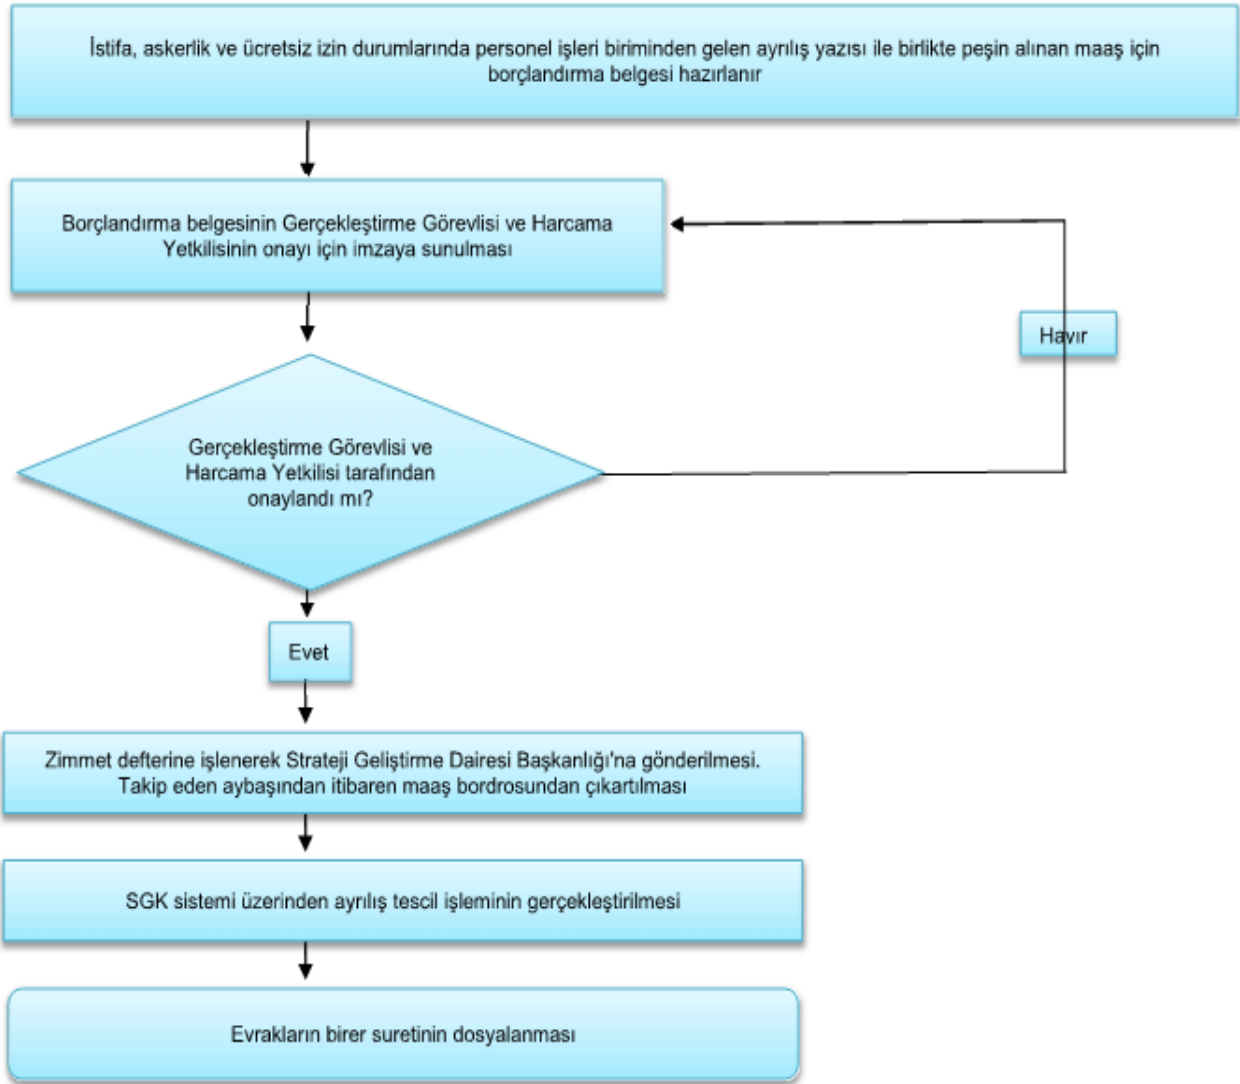 İstifa, askerlik ve ücretsiz izin durumlarında personel işleri biriminden gelen ayrılış yazısı ile birlikte peşin alınan maaş için
borçlandırma belgesi hazırlanır
Borçlandırma belgesinin Gerçekleştirme Görevlisi ve Harcama
Yetkilisinin onayı için imzaya sunulması
Hayır
Gerçekleştirme Görevlisi ve
Harcama Yetkilisi tarafından
onaylandı mı?
Evet
Zimmet defterine işlenerek Strateji Geliştirme Dairesi Başkanlığı'na gönderilmesi.
Takip eden aybaşından itibaren maaş bordrosundan çıkartılması
SGK sistemi üzerinden ayrılış tescil işleminin gerçekleştirilmesi
Evrakların birer suretinin dosyalanması